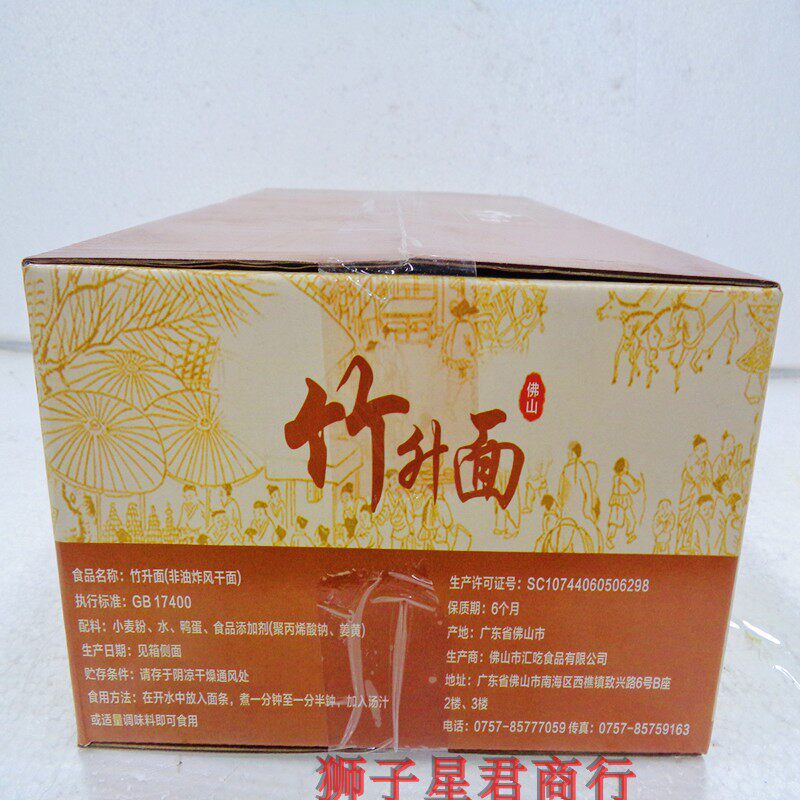 竹升面
佛山
食品名称：竹升面(非油炸风干面)
执行标准：GB 17400
配料：小麦粉、水、鸭蛋、食品添加剂(聚丙烯酸钠、姜黄)
生产日期：见箱侧面
贮存条件：请存于阴凉干燥通风处
食用方法：在开水中放入面条，煮一分钟至一分半钟，加入汤汁
或适量调味料即可食用
生产许可证号：SC10744060506298
保质期：6个月
产地：广东省佛山市
生产商：佛山市汇吃食品有限公司
地址：广东省佛山市南海区西樵镇致兴路6号B座
2楼、3楼
电话：0757-85777059 传真：0757-85759163
狮子星君商行